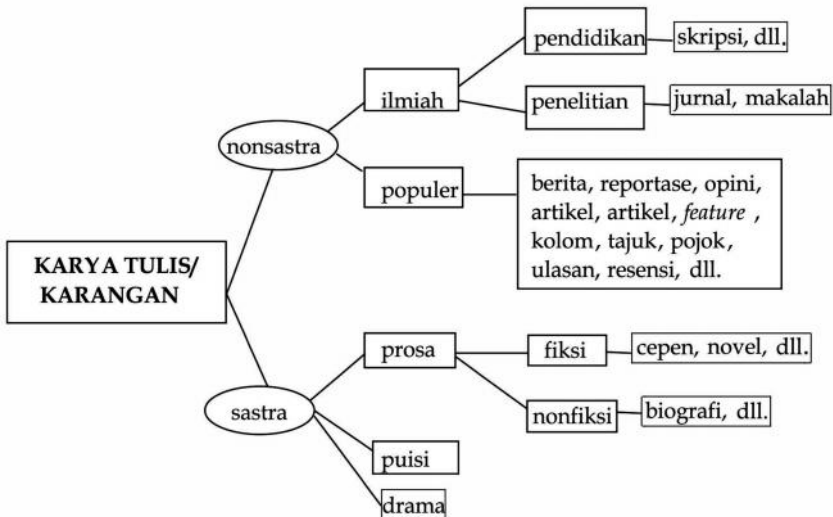 pendidikan
skripsi, dll.
ilmiah
penelitian
jurnal, makalah
nonsastra
populer
berita, reportase, opini,
artikel, artikel, feature ,
kolom, tajuk, pojok,
ulasan, resensi, dll.
KARYA TULIS/
KARANGAN
prosa
fiksi
cepen, novel, dll.
sastra
nonfiksi
biografi, dll.
puisi
drama